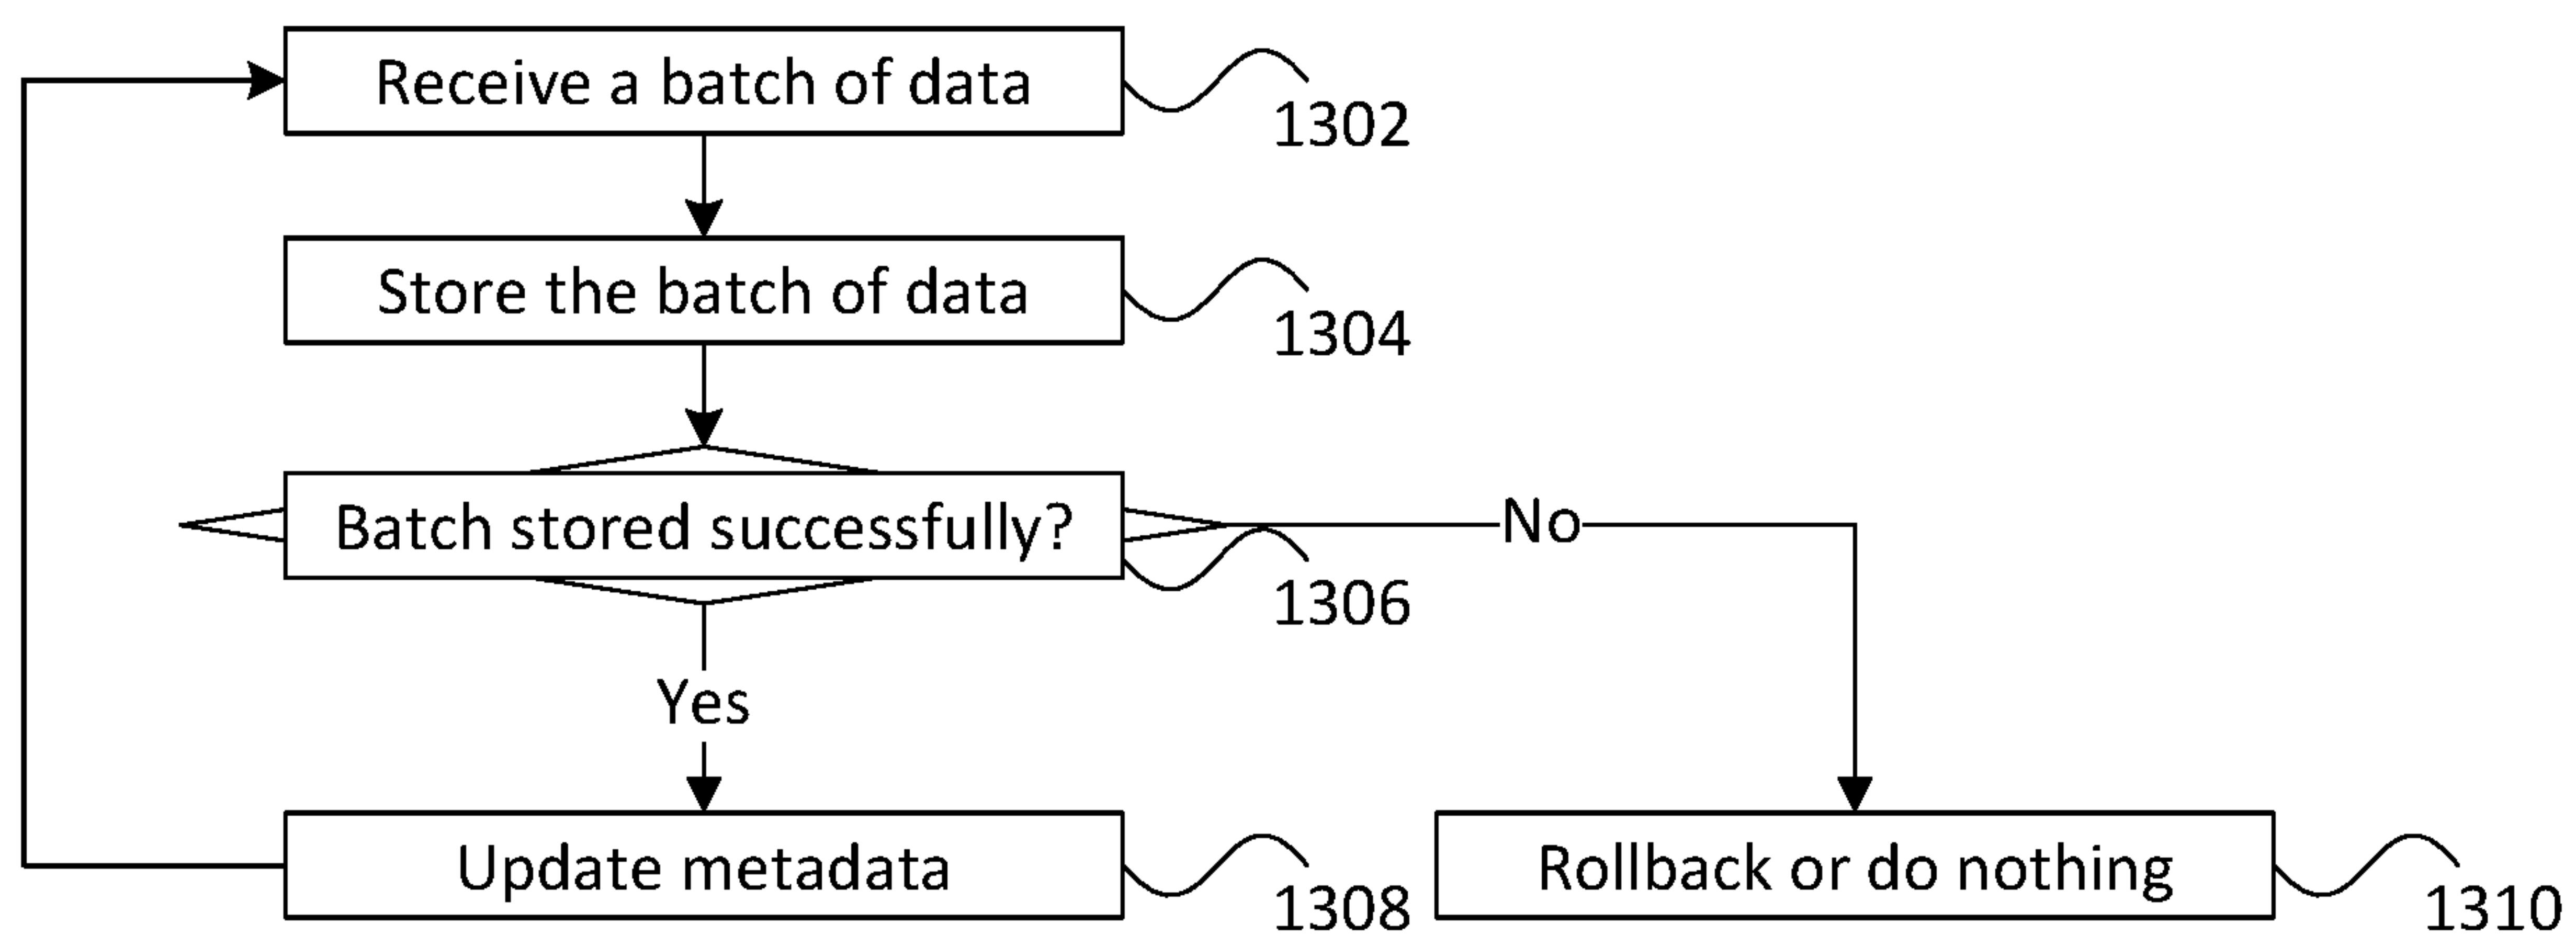 Receive a batch of data
1302
Store the batch of data
1304
Batch stored successfully?
No
1306
Yes
Update metadata
1308
Rollback or do nothing
1310